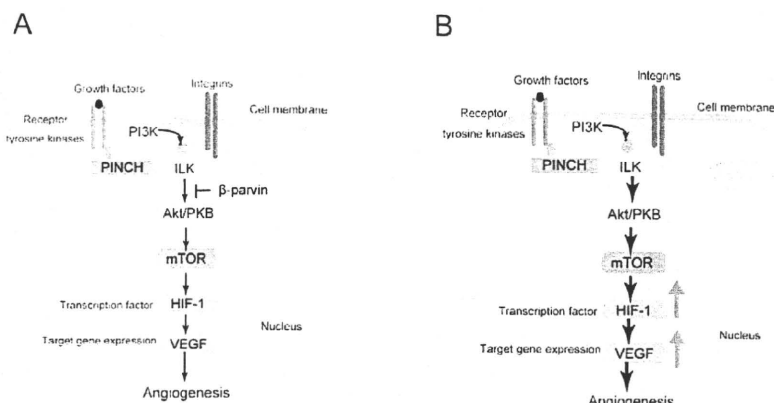 A
Growth factors
Integrins
Receptor
tyrosine kinases
Cell membrane
PI3K
PINCH
ILK
β-parvin
Akt/PKB
mTOR
Transcription factor
HIF-1
Nucleus
Target gene expression
VEGF
Angiogenesis
B
Growth factors
Integrins
Receptor
tyrosine kinases
Cell membrane
PI3K
PINCH
ILK
Akt/PKB
mTOR
Transcription factor
HIF-1
Nucleus
Target gene expression
VEGF
Angiogenesis